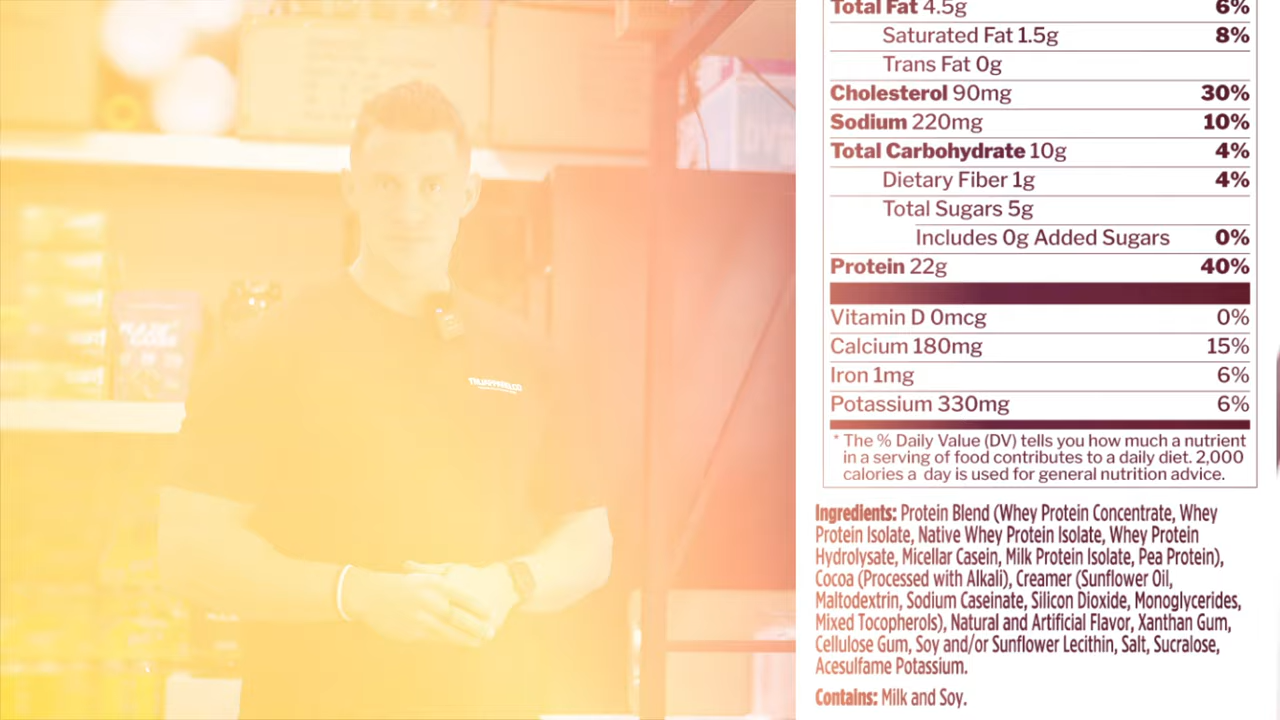 Total Fat 4.5g 6%
Saturated Fat 1.5g 8%
Trans Fat 0g
Cholesterol 90mg 30%
Sodium 220mg 10%
Total Carbohydrate 10g 4%
Dietary Fiber 1g 4%
Total Sugars 5g
Includes 0g Added Sugars 0%
Protein 22g 40%
Vitamin D 0mcg 0%
Calcium 180mg 15%
Iron 1mg 6%
Potassium 330mg 6%
* The % Daily Value (DV) tells you how much a nutrient
in a serving of food contributes to a daily diet. 2,000
calories a day is used for general nutrition advice.
Ingredients: Protein Blend (Whey Protein Concentrate, Whey
Protein Isolate, Native Whey Protein Isolate, Whey Protein
Hydrolysate, Micellar Casein, Milk Protein Isolate, Pea Protein),
Cocoa (Processed with Alkali), Creamer (Sunflower Oil,
Maltodextrin, Sodium Caseinate, Silicon Dioxide, Monoglycerides,
Mixed Tocopherols), Natural and Artificial Flavor, Xanthan Gum,
Cellulose Gum, Soy and/or Sunflower Lecithin, Salt, Sucralose,
Acesulfame Potassium.
Contains: Milk and Soy.